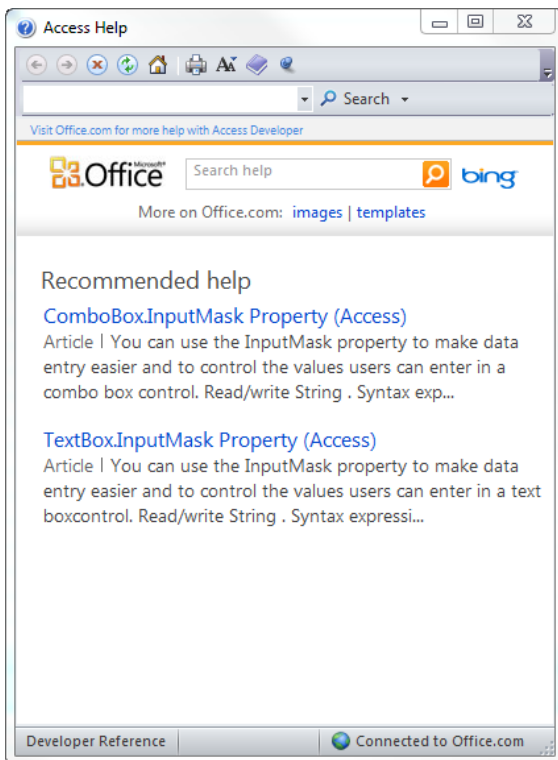 Access Help
Search
Visit Office.com for more help with Access Developer
Microsoft®
Office
Search help
bing
More on Office.com: images | templates
Recommended help
ComboBox.InputMask Property (Access)
Article | You can use the InputMask property to make data
entry easier and to control the values users can enter in a
combo box control. Read/write String . Syntax exp...
TextBox.InputMask Property (Access)
Article | You can use the InputMask property to make data
entry easier and to control the values users can enter in a text
boxcontrol. Read/write String . Syntax expressi...
Developer Reference
Connected to Office.com